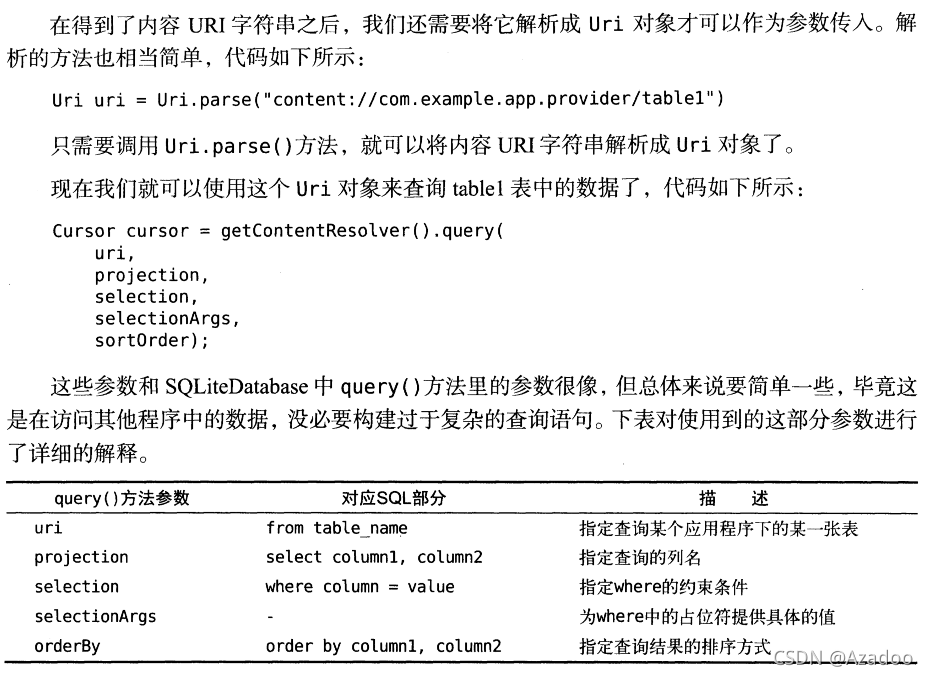 在得到了内容 URI 字符串之后，我们还需要将它解析成 Uri 对象才可以作为参数传入。解
析的方法也相当简单，代码如下所示：
Uri uri = Uri.parse("content://com.example.app.provider/table1")
只需要调用 Uri.parse()方法，就可以将内容 URI 字符串解析成 Uri 对象了。
现在我们就可以使用这个 Uri 对象来查询 table1 表中的数据了，代码如下所示：
Cursor cursor = getContentResolver().query(
uri,
projection,
selection,
selectionArgs,
sortOrder);
这些参数和 SQLiteDatabase 中 query()方法里的参数很像，但总体来说要简单一些，毕竟这
是在访问其他程序中的数据，没必要构建过于复杂的查询语句。下表对使用到的这部分参数进行
了详细的解释。
query()方法参数 对应SQL部分 描 述
uri from table_name 指定查询某个应用程序下的某一张表
projection select column1, column2 指定查询的列名
selection where column = value 指定where的约束条件
selectionArgs - 为where中的占位符提供具体的值
orderBy order by column1, column2 指定查询结果的排序方式
CSDN @Azadoo